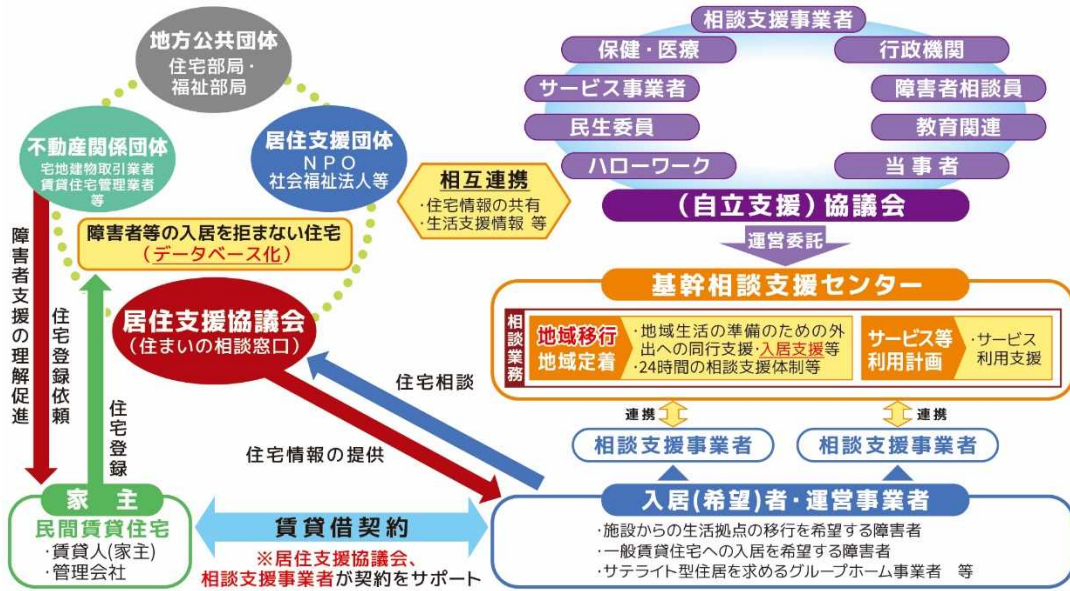 地方公共団体
住宅部局・
福祉部局
不動産関係団体
宅地建物取引業者
賃貸住宅管理業者
等
居住支援団体
ＮＰＯ
社会福祉法人等
障害者等の入居を拒まない住宅
（データベース化）
居住支援協議会
（住まいの相談窓口）
相互連携
・住宅情報の共有
・生活支援情報 等
相談支援事業者
保健・医療
行政機関
サービス事業者
障害者相談員
民生委員
教育関連
ハローワーク
当事者
（自立支援）協議会
運営委託
基幹相談支援センター
相談業務
地域移行
地域定着
・地域生活の準備のための外
出への同行支援・入居支援等
・24時間の相談支援体制等
サービス等
利用計画
・サービス
利用支援
連携
連携
相談支援事業者
相談支援事業者
障害者支援の理解促進
住宅登録依頼
住宅登録
住宅相談
住宅情報の提供
家主
民間賃貸住宅
・賃貸人(家主)
・管理会社
賃貸借契約
※居住支援協議会、
相談支援事業者が契約をサポート
入居(希望)者・運営事業者
・施設からの生活拠点の移行を希望する障害者
・一般賃貸住宅への入居を希望する障害者
・サテライト型住居を求めるグループホーム事業者 等